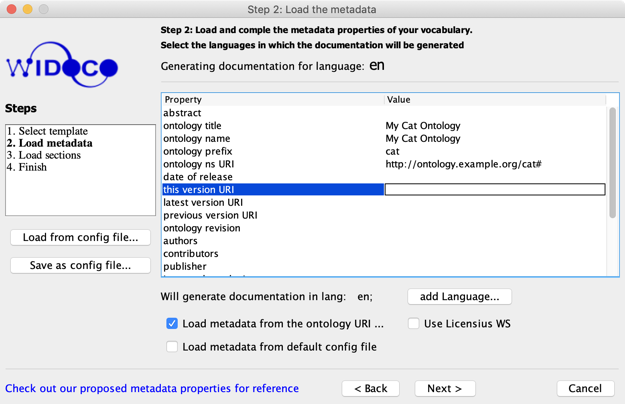 Step 2: Load the metadata
Step 2: Load and comple the metadata properties of your vocabulary.
Select the languages in which the documentation will be generated
Generating documentation for language: en
WIDOCO
Steps
1. Select template
2. Load metadata
3. Load sections
4. Finish
Load from config file...
Save as config file...
Property Value
abstract
ontology title My Cat Ontology
ontology name My Cat Ontology
ontology prefix cat
ontology ns URI http://ontology.example.org/cat#
date of release
this version URI
latest version URI
previous version URI
ontology revision
authors
contributors
publisher
Will generate documentation in lang: en; add Language...
Load metadata from the ontology URI ... Use Licensius WS
Load metadata from default config file
Check out our proposed metadata properties for reference < Back Next > Cancel